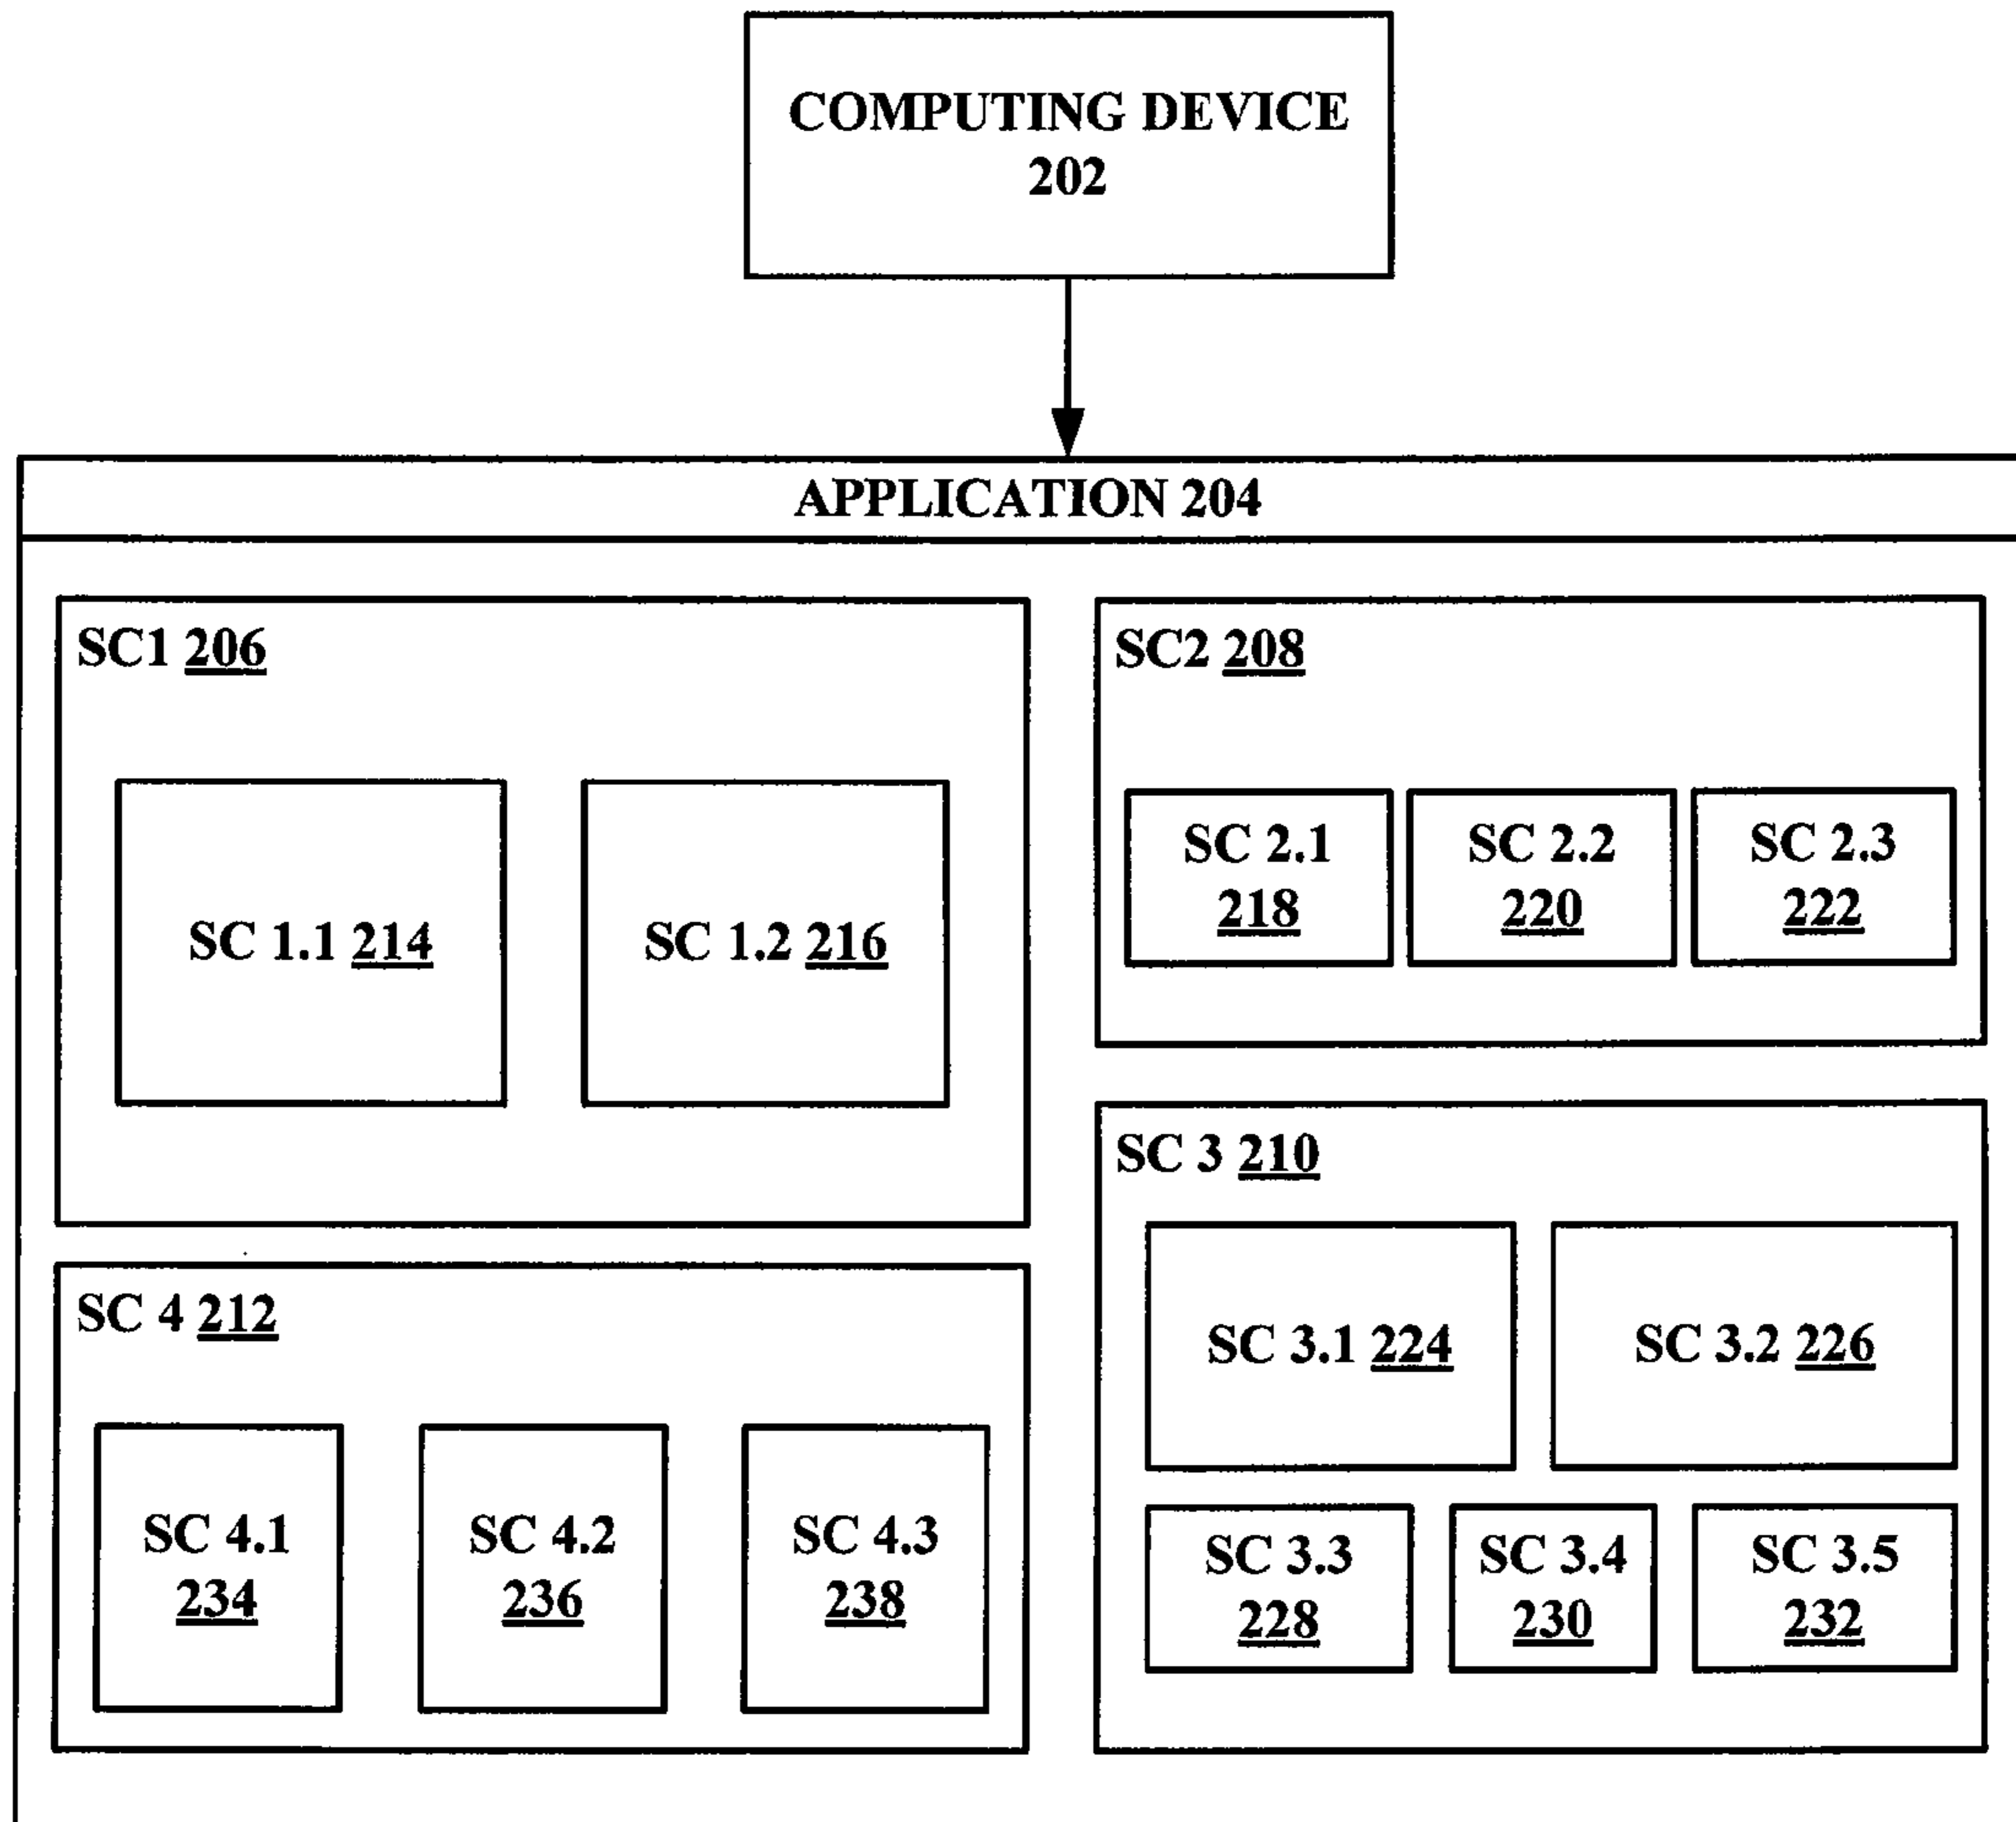 COMPUTING DEVICE
202
APPLICATION 204
SC1 206
SC 1.1 214
SC 1.2 216
SC2 208
SC 2.1
218
SC 2.2
220
SC 2.3
222
SC 3 210
SC 3.1 224
SC 3.2 226
SC 3.3
228
SC 3.4
230
SC 3.5
232
SC 4 212
SC 4.1
234
SC 4.2
236
SC 4.3
238